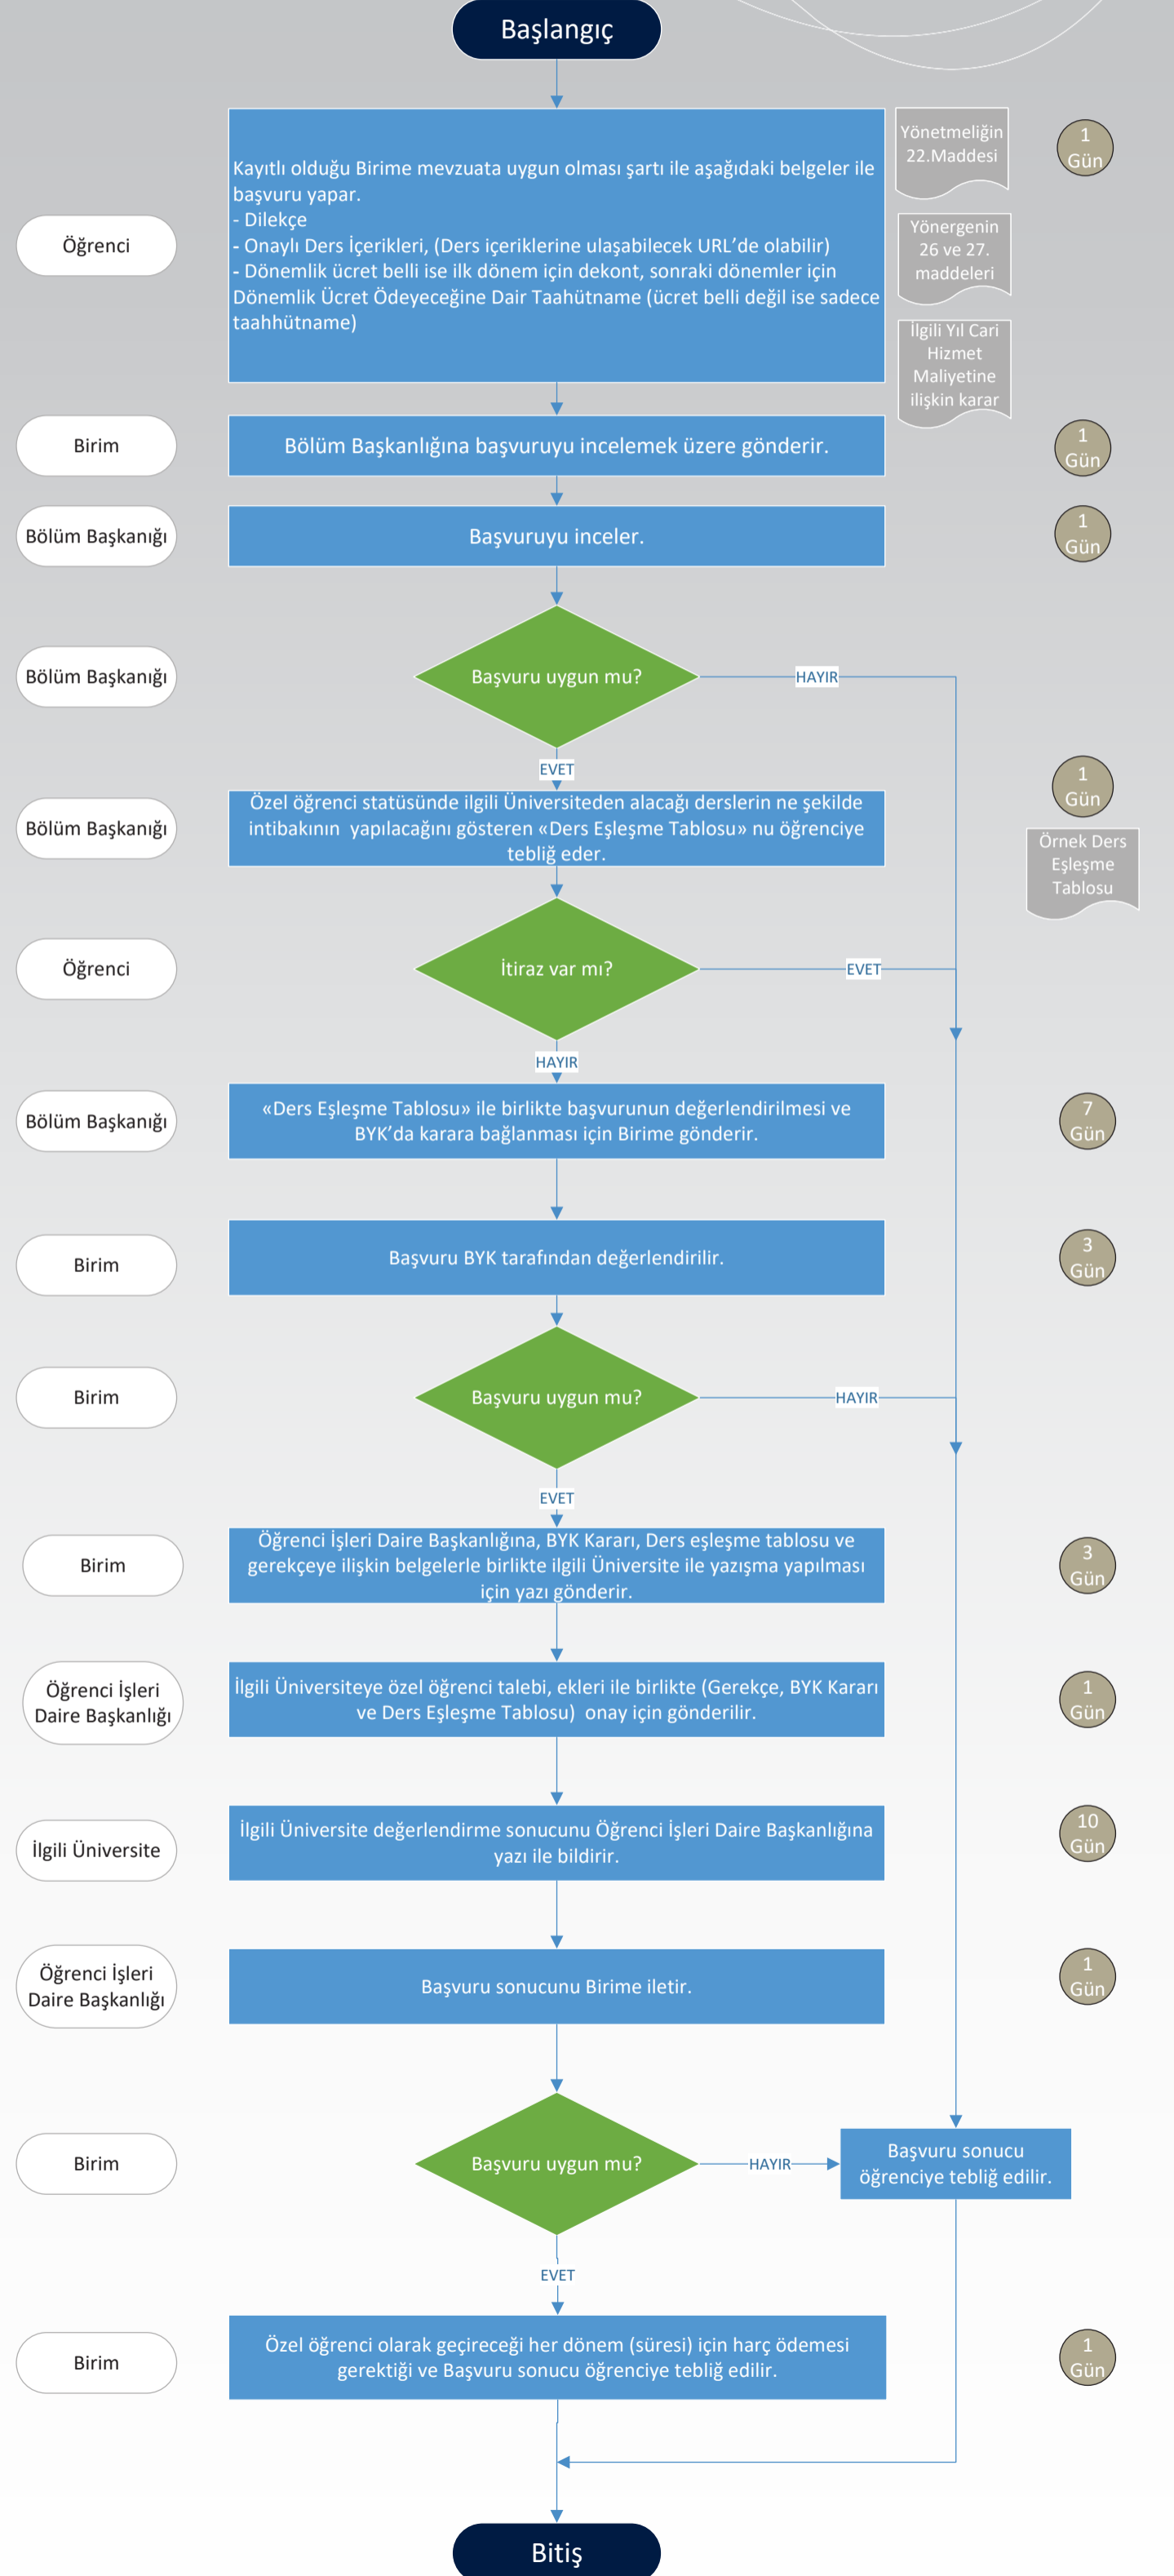 Başlangıç
Kayıtlı olduğu Birime mevzuata uygun olması şartı ile aşağıdaki belgeler ile
başvuru yapar.
- Dilekçe
- Onaylı Ders İçerikleri, (Ders içeriklerine ulaşabilecek URL'de olabilir)
- Dönemlik ücret belli ise ilk dönem için dekont, sonraki dönemler için
Dönemlik Ücret Ödeyeceğine Dair Taahütname (ücret belli değil ise sadece
taahhütname)
Yönetmeliğin
22.Maddesi
1
Gün
Öğrenci
Yönergenin
26 ve 27.
maddeleri
İlgili Yıl Cari
Hizmet
Maliyetine
ilişkin karar
Birim
Bölüm Başkanlığına başvuruyu incelemek üzere gönderir.
1
Gün
Bölüm Başkanığı
Başvuruyu inceler.
1
Gün
Bölüm Başkanığı
Başvuru uygun mu?
HAYIR
EVET
Bölüm Başkanığı
Özel öğrenci statüsünde ilgili Üniversiteden alacağı derslerin ne şekilde
intibakının  yapılacağını gösteren «Ders Eşleşme Tablosu» nu öğrenciye
tebliğ eder.
1
Gün
Örnek Ders
Eşleşme
Tablosu
Öğrenci
İtiraz var mı?
EVET
HAYIR
Bölüm Başkanığı
«Ders Eşleşme Tablosu» ile birlikte başvurunun değerlendirilmesi ve
BYK'da karara bağlanması için Birime gönderir.
7
Gün
Birim
Başvuru BYK tarafından değerlendirilir.
3
Gün
Birim
Başvuru uygun mu?
HAYIR
EVET
Birim
Öğrenci İşleri Daire Başkanlığına, BYK Kararı, Ders eşleşme tablosu ve
gerekçeye ilişkin belgelerle birlikte ilgili Üniversite ile yazışma yapılması
için yazı gönderir.
3
Gün
Öğrenci İşleri
Daire Başkanlığı
İlgili Üniversiteye özel öğrenci talebi, ekleri ile birlikte (Gerekçe, BYK Kararı
ve Ders Eşleşme Tablosu)  onay için gönderilir.
1
Gün
İlgili Üniversite
İlgili Üniversite değerlendirme sonucunu Öğrenci İşleri Daire Başkanlığına
yazı ile bildirir.
10
Gün
Öğrenci İşleri
Daire Başkanlığı
Başvuru sonucunu Birime iletir.
1
Gün
Birim
Başvuru uygun mu?
HAYIR
Başvuru sonucu
öğrenciye tebliğ edilir.
EVET
Birim
Özel öğrenci olarak geçireceği her dönem (süresi) için harç ödemesi
gerektiği ve Başvuru sonucu öğrenciye tebliğ edilir.
1
Gün
Bitiş